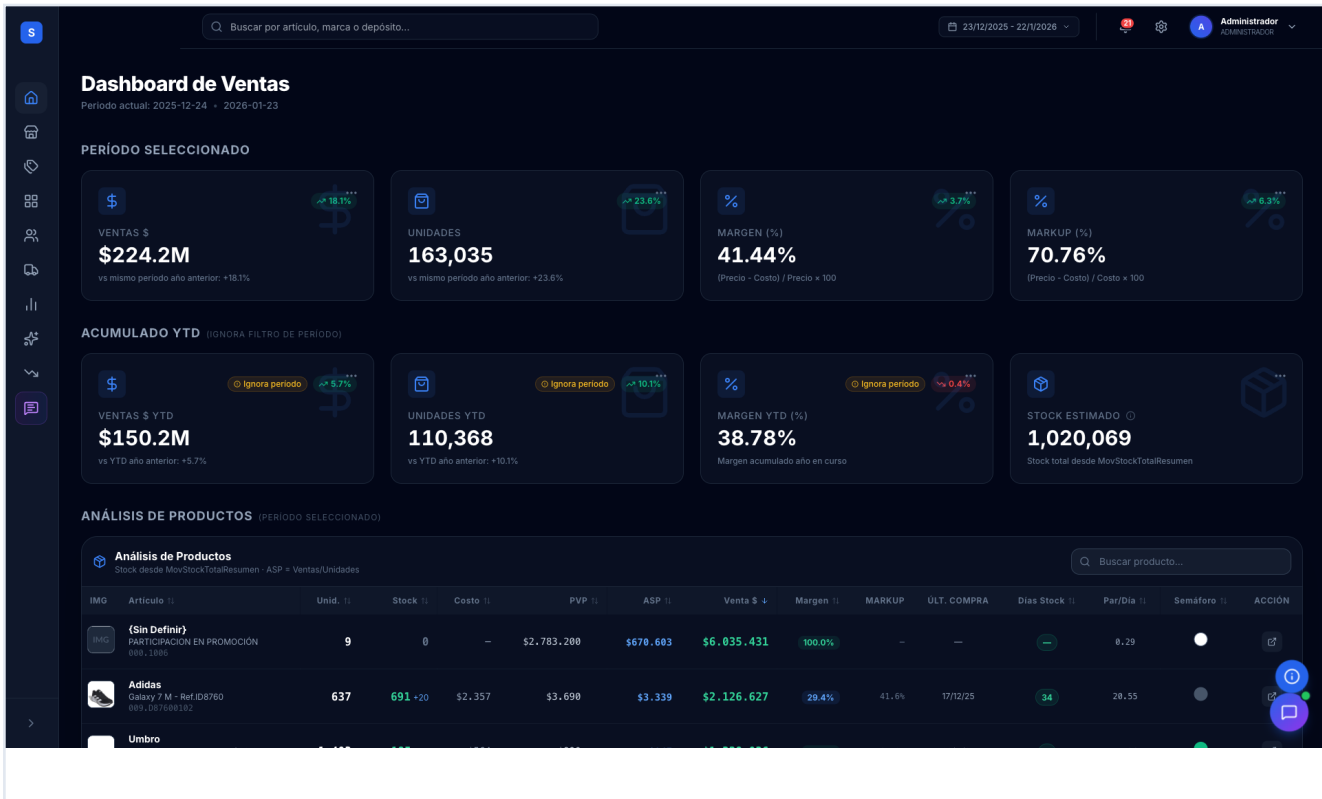 S
Buscar por artículo, marca o depósito...
23/12/2025 - 22/1/2026
21
A
Administrador
ADMINISTRADOR
Dashboard de Ventas
Periodo actual: 2025-12-24 • 2026-01-23
PERÍODO SELECCIONADO
18.1%
VENTAS $
$224.2M
vs mismo periodo año anterior: +18.1%
23.6%
UNIDADES
163,035
vs mismo periodo año anterior: +23.6%
3.7%
MARGEN (%)
41.44%
(Precio - Costo) / Precio × 100
6.3%
MARKUP (%)
70.76%
(Precio - Costo) / Costo × 100
ACUMULADO YTD (IGNORA FILTRO DE PERÍODO)
Ignora período 5.7%
VENTAS $ YTD
$150.2M
vs YTD año anterior: +5.7%
Ignora período 10.1%
UNIDADES YTD
110,368
vs YTD año anterior: +10.1%
Ignora período 0.4%
MARGEN YTD (%)
38.78%
Margen acumulado año en curso
STOCK ESTIMADO
1,020,069
Stock total desde MovStockTotalResumen
ANÁLISIS DE PRODUCTOS (PERÍODO SELECCIONADO)
Análisis de Productos
Stock desde MovStockTotalResumen · ASP = Ventas/Unidades
Buscar producto...
IMG Artículo Unid. Stock Costo PVP ASP Venta $ Margen MARKUP ÚLT. COMPRA Días Stock Par/Día Semáforo ACCIÓN
{Sin Definir}
IMG PARTICIPACION EN PROMOCIÓN 9 0 — $2.783.200 $670.603 $6.035.431 100.0% — — — 0.29
000.1006
Adidas
Galaxy 7 M - Ref.ID8760 637 691 +20 $2.357 $3.690 $3.339 $2.126.627 29.4% 41.6% 17/12/25 34 20.55
009.D87600102
Umbro